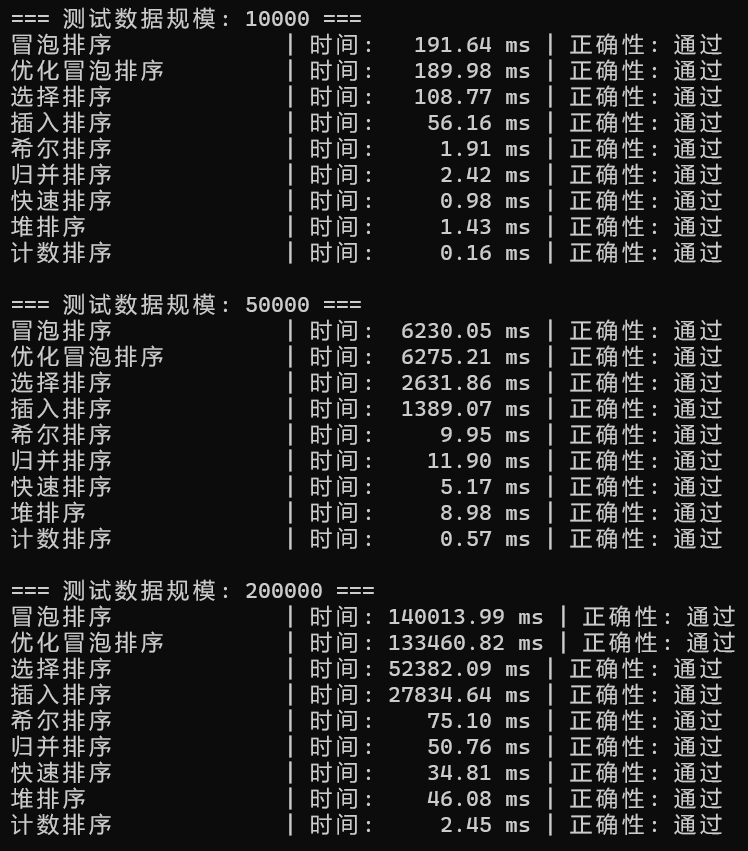 === 测试数据规模: 10000 ===
冒泡排序 | 时间: 191.64 ms | 正确性: 通过
优化冒泡排序 | 时间: 189.98 ms | 正确性: 通过
选择排序 | 时间: 108.77 ms | 正确性: 通过
插入排序 | 时间: 56.16 ms | 正确性: 通过
希尔排序 | 时间: 1.91 ms | 正确性: 通过
归并排序 | 时间: 2.42 ms | 正确性: 通过
快速排序 | 时间: 0.98 ms | 正确性: 通过
堆排序 | 时间: 1.43 ms | 正确性: 通过
计数排序 | 时间: 0.16 ms | 正确性: 通过
=== 测试数据规模: 50000 ===
冒泡排序 | 时间: 6230.05 ms | 正确性: 通过
优化冒泡排序 | 时间: 6275.21 ms | 正确性: 通过
选择排序 | 时间: 2631.86 ms | 正确性: 通过
插入排序 | 时间: 1389.07 ms | 正确性: 通过
希尔排序 | 时间: 9.95 ms | 正确性: 通过
归并排序 | 时间: 11.90 ms | 正确性: 通过
快速排序 | 时间: 5.17 ms | 正确性: 通过
堆排序 | 时间: 8.98 ms | 正确性: 通过
计数排序 | 时间: 0.57 ms | 正确性: 通过
=== 测试数据规模: 200000 ===
冒泡排序 | 时间: 140013.99 ms | 正确性: 通过
优化冒泡排序 | 时间: 133460.82 ms | 正确性: 通过
选择排序 | 时间: 52382.09 ms | 正确性: 通过
插入排序 | 时间: 27834.64 ms | 正确性: 通过
希尔排序 | 时间: 75.10 ms | 正确性: 通过
归并排序 | 时间: 50.76 ms | 正确性: 通过
快速排序 | 时间: 34.81 ms | 正确性: 通过
堆排序 | 时间: 46.08 ms | 正确性: 通过
计数排序 | 时间: 2.45 ms | 正确性: 通过